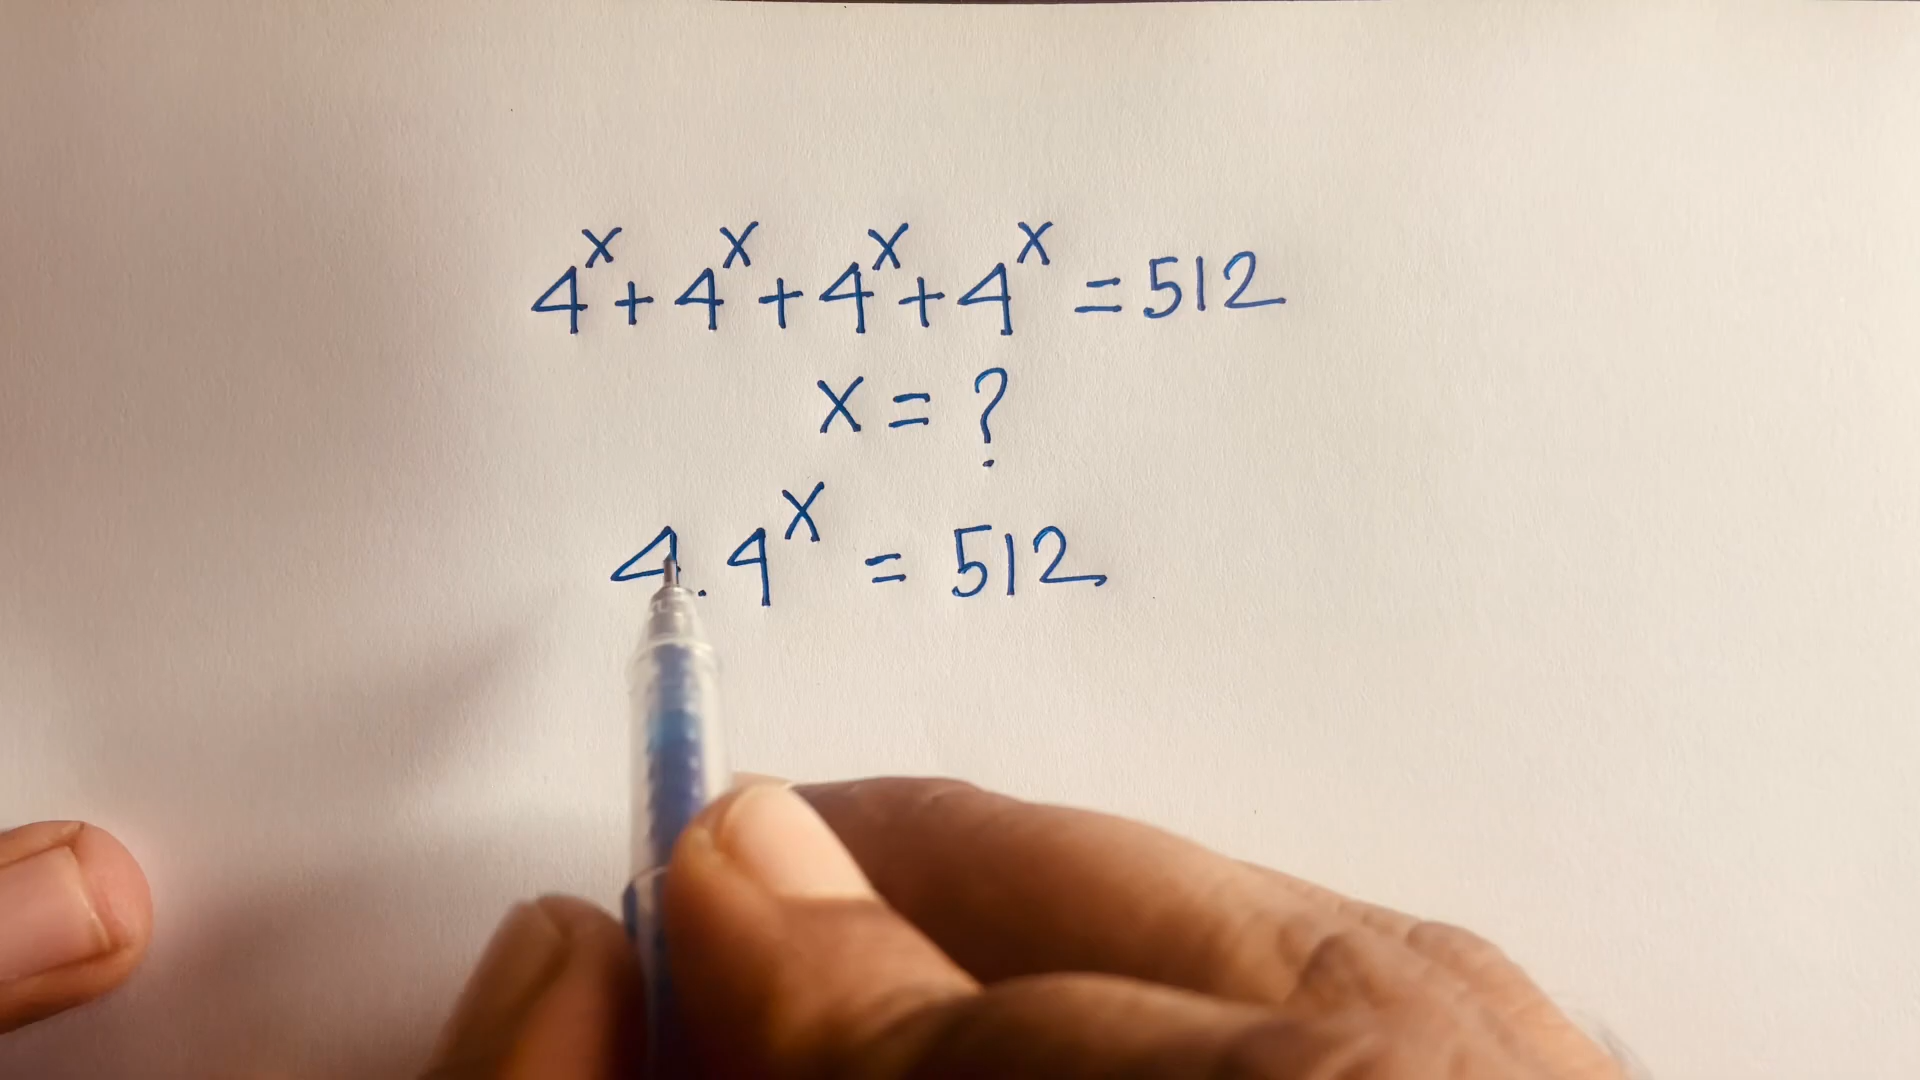 4^x + 4^x + 4^x + 4^x = 512
x = ?
4 . 4^x = 512